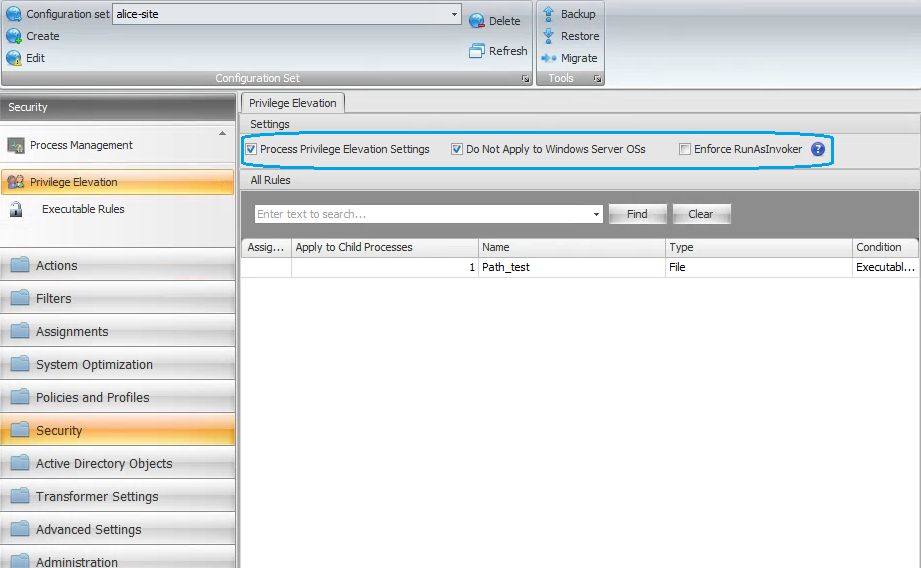 Configuration set alice-site
Create
Edit
Delete
Refresh
Configuration Set
Backup
Restore
Migrate
Tools
Security
Process Management
Privilege Elevation
Executable Rules
Actions
Filters
Assignments
System Optimization
Policies and Profiles
Security
Active Directory Objects
Transformer Settings
Advanced Settings
Administration
Privilege Elevation
Settings
Process Privilege Elevation Settings Do Not Apply to Windows Server OSs Enforce RunAsInvoker ?
All Rules
Enter text to search... Find Clear
Assig... Apply to Child Processes Name Type Condition
1 Path_test File Executabl...